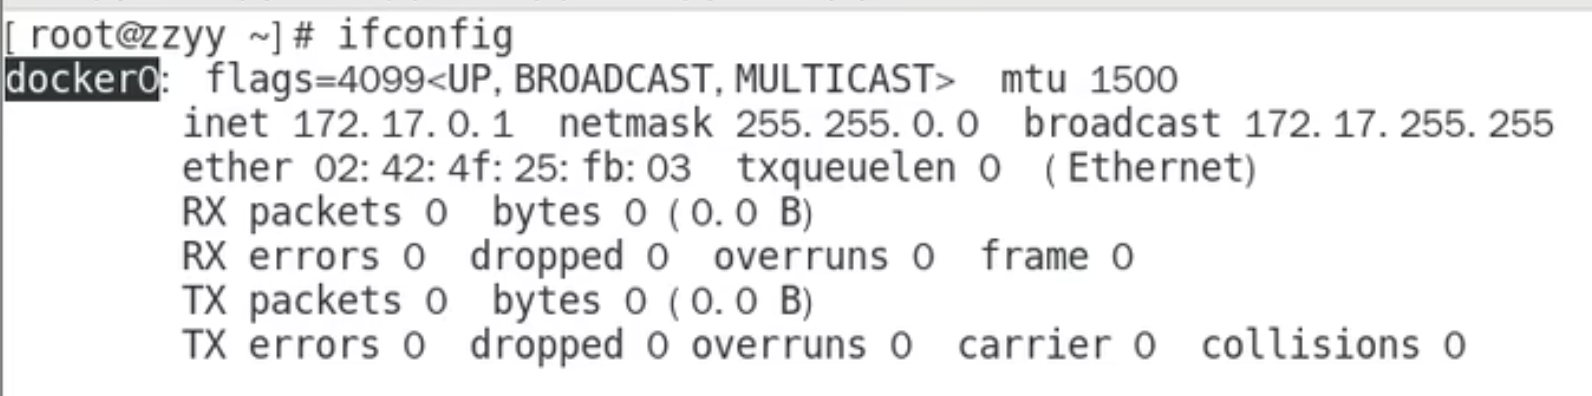 [root@zzyy ~]# ifconfig
docker0: flags=4099<UP,BROADCAST,MULTICAST>  mtu 1500
        inet 172.17.0.1  netmask 255.255.0.0  broadcast 172.17.255.255
        ether 02:42:4f:25:fb:03  txqueuelen 0  (Ethernet)
        RX packets 0  bytes 0 (0.0 B)
        RX errors 0  dropped 0  overruns 0  frame 0
        TX packets 0  bytes 0 (0.0 B)
        TX errors 0  dropped 0 overruns 0  carrier 0  collisions 0